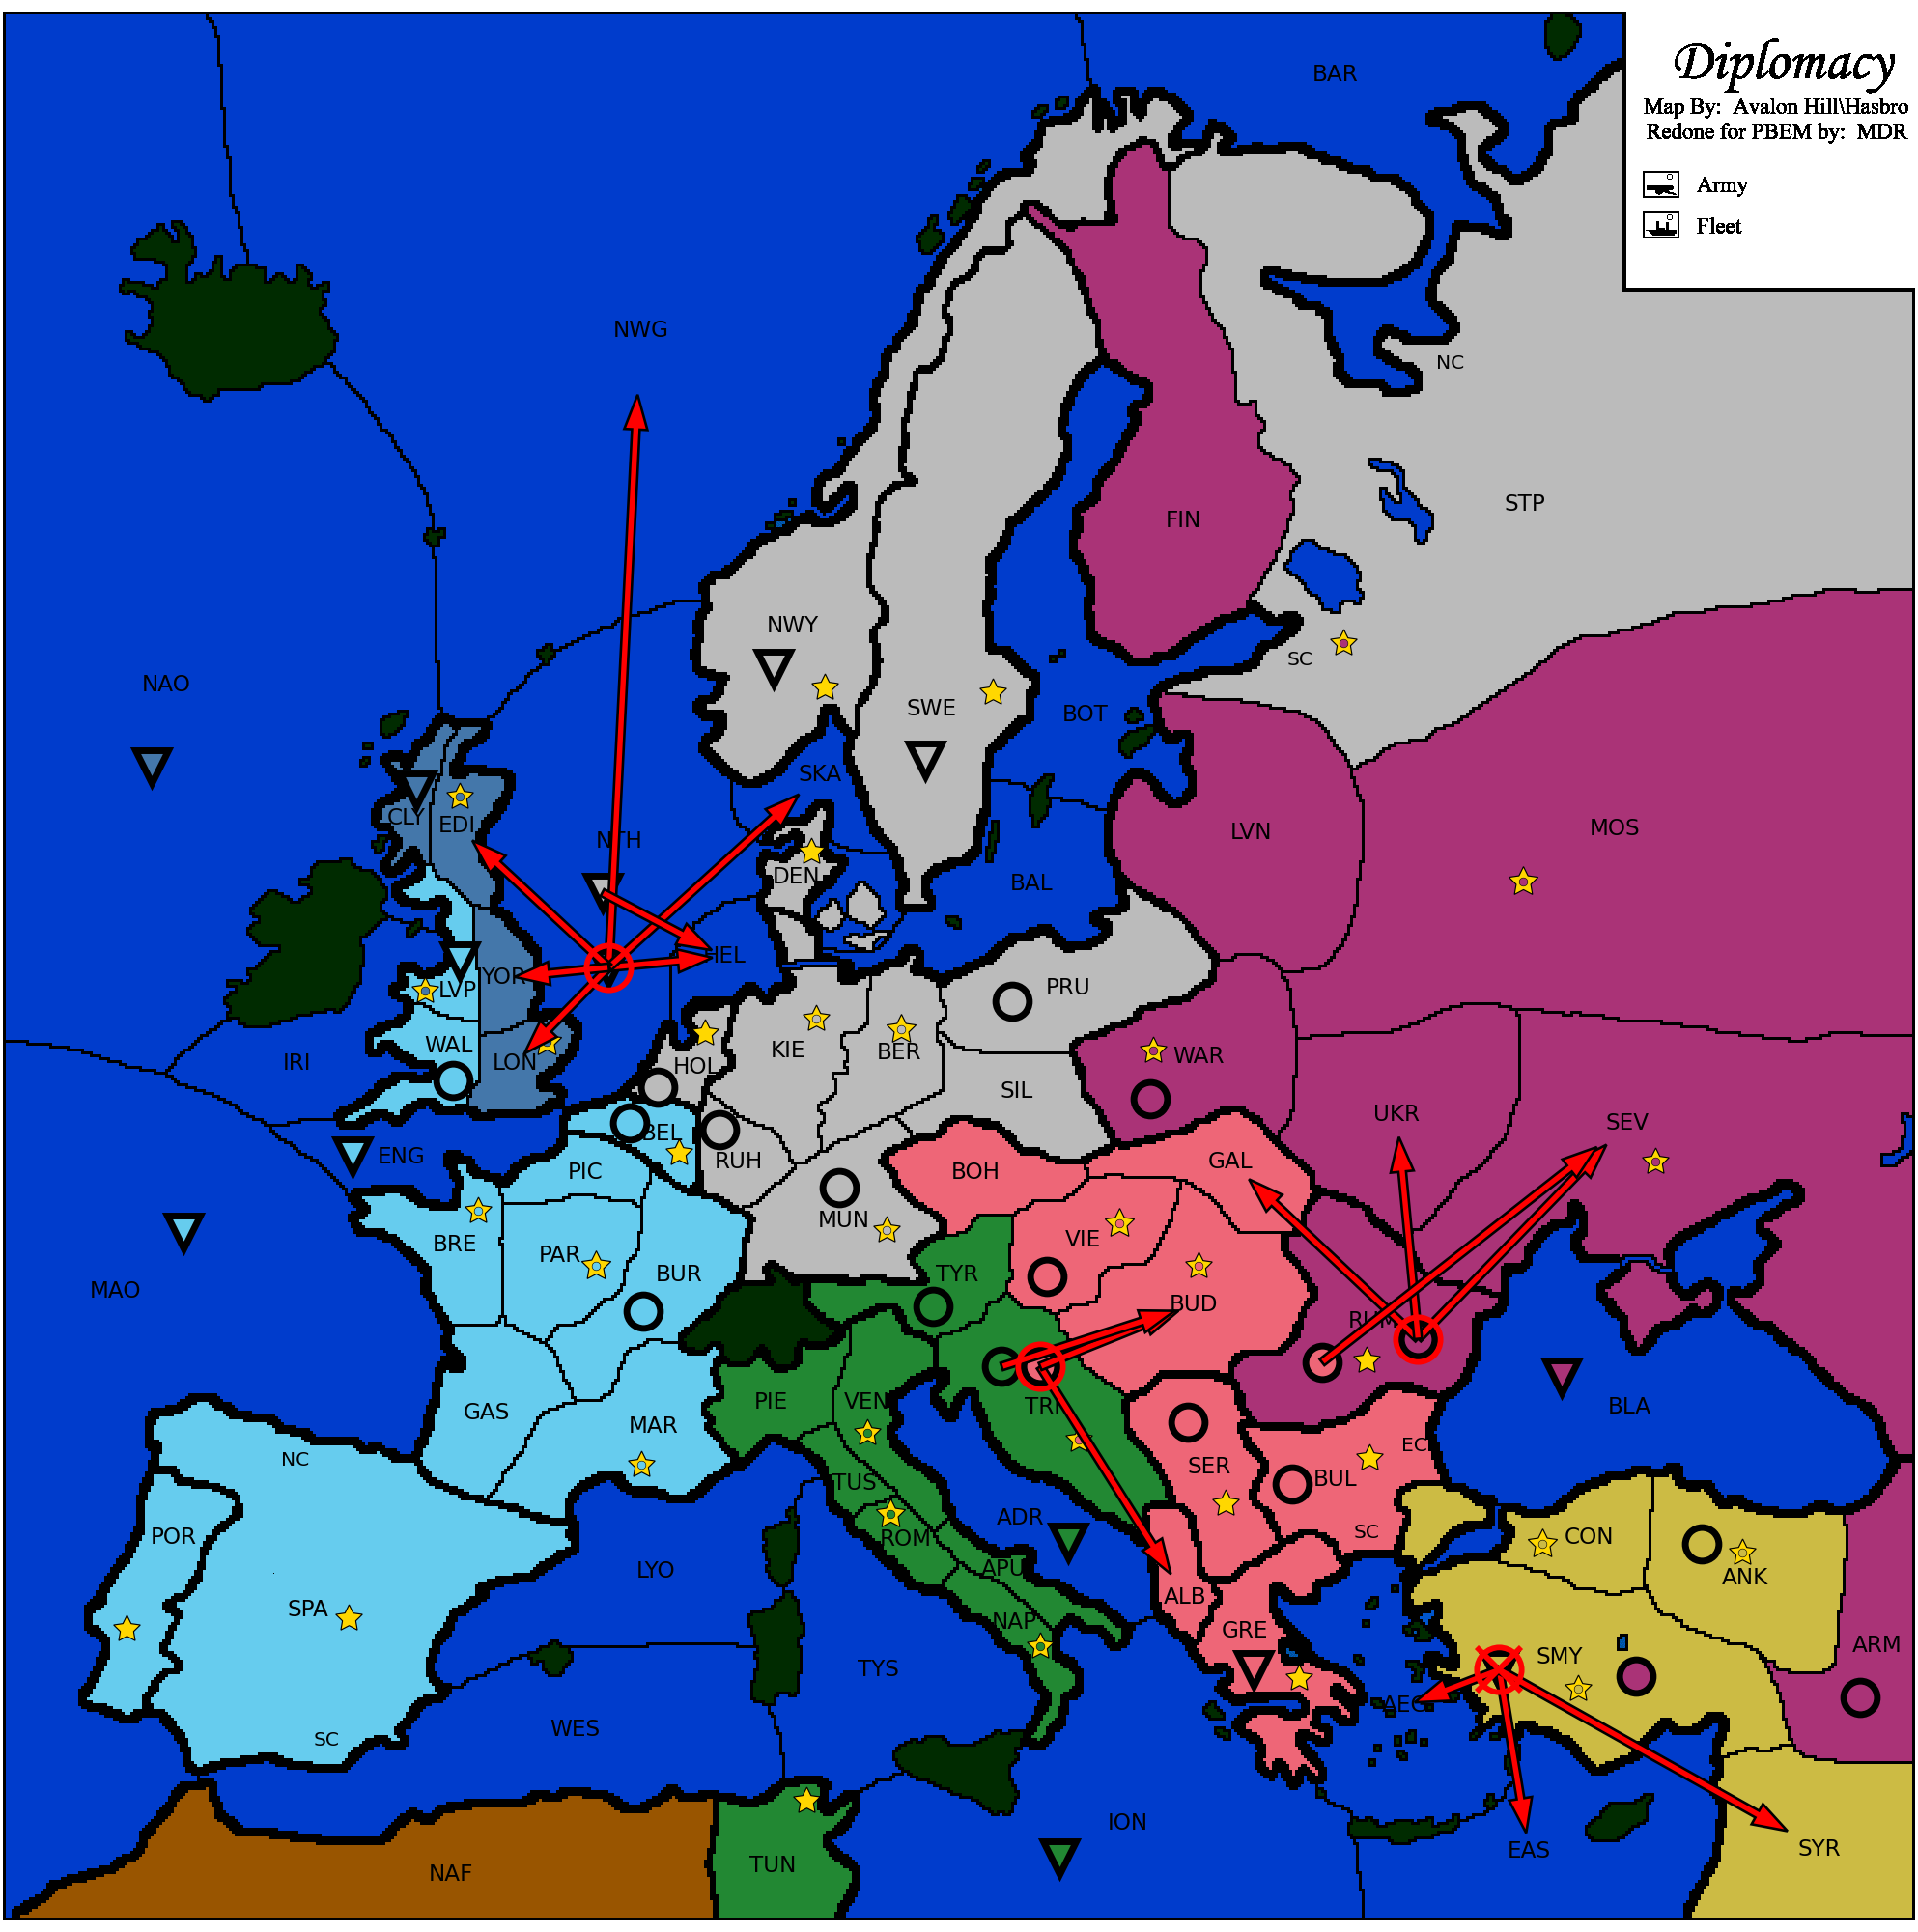 BAR
Diplomacy
Map By: Avalon Hill\Hasbro
Redone for PBEM by: MDR
Army
Fleet
NWG
NC
STP
FIN
NWY
SC
NAO
SWE
BOT
SKA
CLY
EDI
NTH
LVN
MOS
DEN
BAL
HEL
YOR
LVP
PRU
IRI
WAL
LON
HOL
KIE
BER
SIL
WAR
UKR
SEV
ENG
PIC
BEL
RUH
BOH
GAL
MUN
BRE
PAR
BUR
VIE
TYR
MAO
BUD
RUM
GAS
MAR
PIE
VEN
TRI
BLA
NC
EC
SER
BUL
TUS
POR
ROM
ADR
SC
CON
ANK
LYO
APU
SPA
NAP
ALB
GRE
SMY
ARM
TYS
AEG
WES
SC
ION
EAS
SYR
NAF
TUN